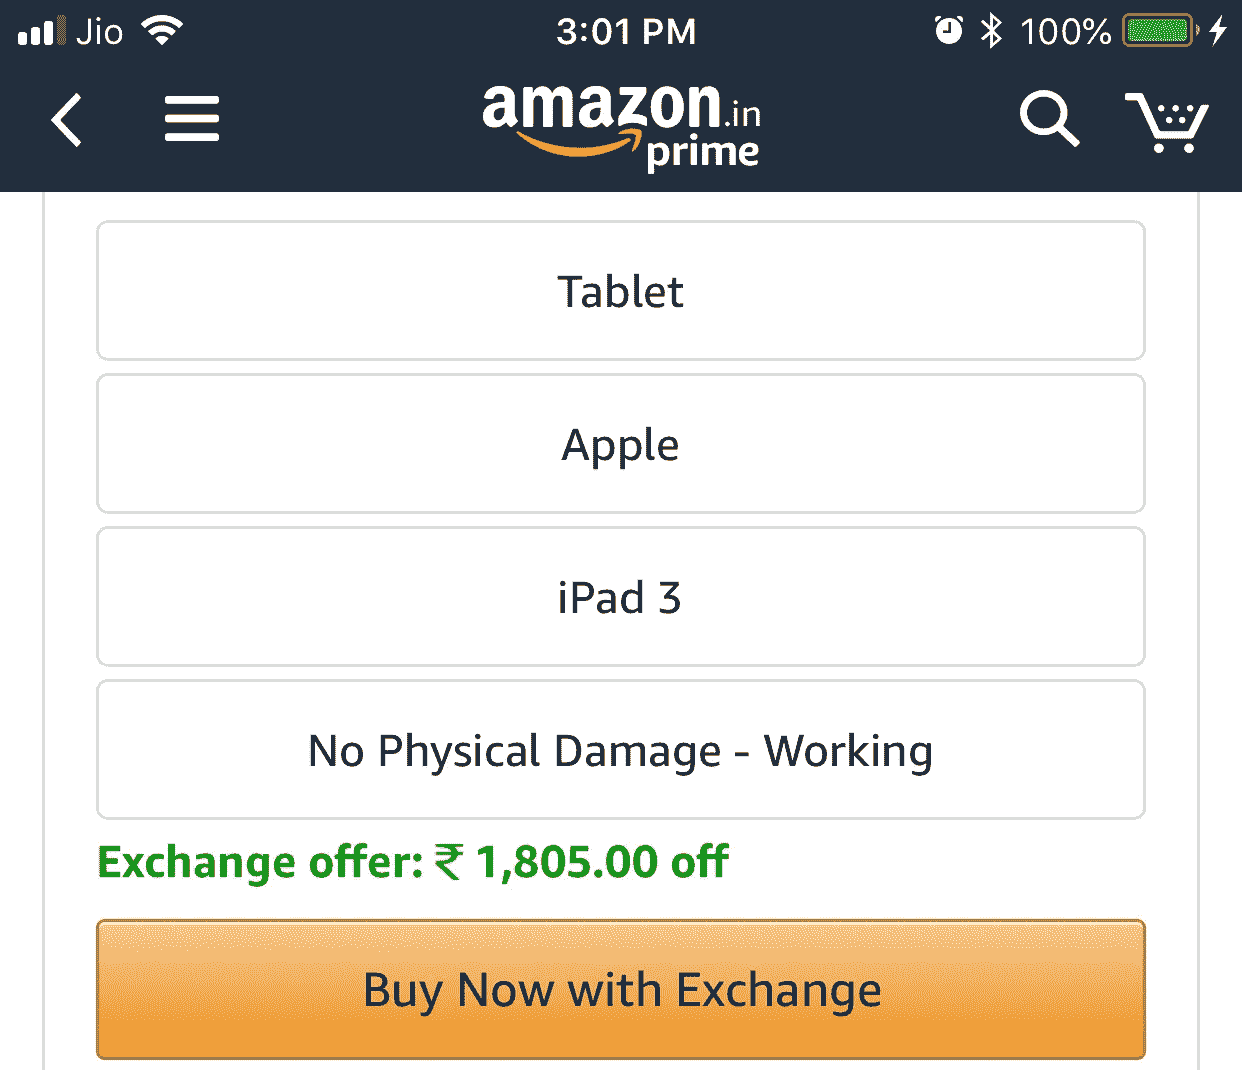 Jio 3:01 PM 100%
amazon.in
prime
Tablet
Apple
iPad 3
No Physical Damage - Working
Exchange offer: ₹ 1,805.00 off
Buy Now with Exchange